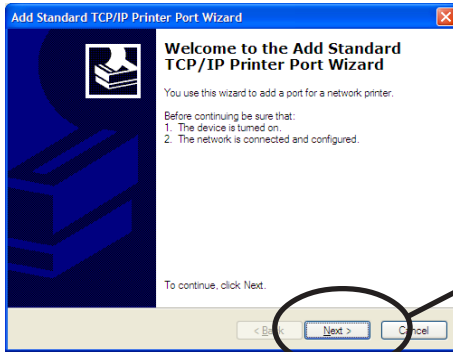 Add Standard TCP/IP Printer Port Wizard
Welcome to the Add Standard
TCP/IP Printer Port Wizard
You use this wizard to add a port for a network printer.
Before continuing be sure that:
1. The device is turned on.
2. The network is connected and configured.
To continue, click Next.
< Back Next > Cancel